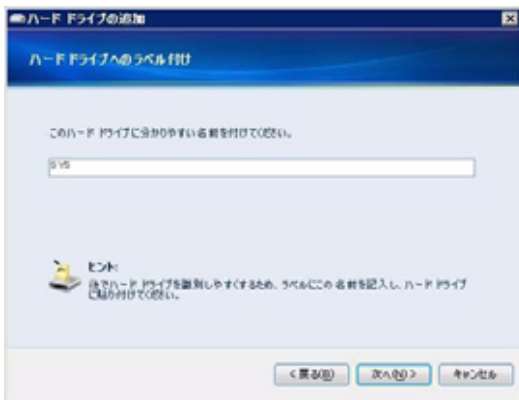 ハード ドライブの追加
ハード ドライブへのラベル付け
このハード ドライブに分かりやすい名前を付けてください。
SYS
ヒント:
後でハード ドライブを識別しやすくするため、ラベルにこの 名前を記入し、ハード ドライブ
に貼り付けてください。
< 戻る(B)
次へ(N) >
キャンセル